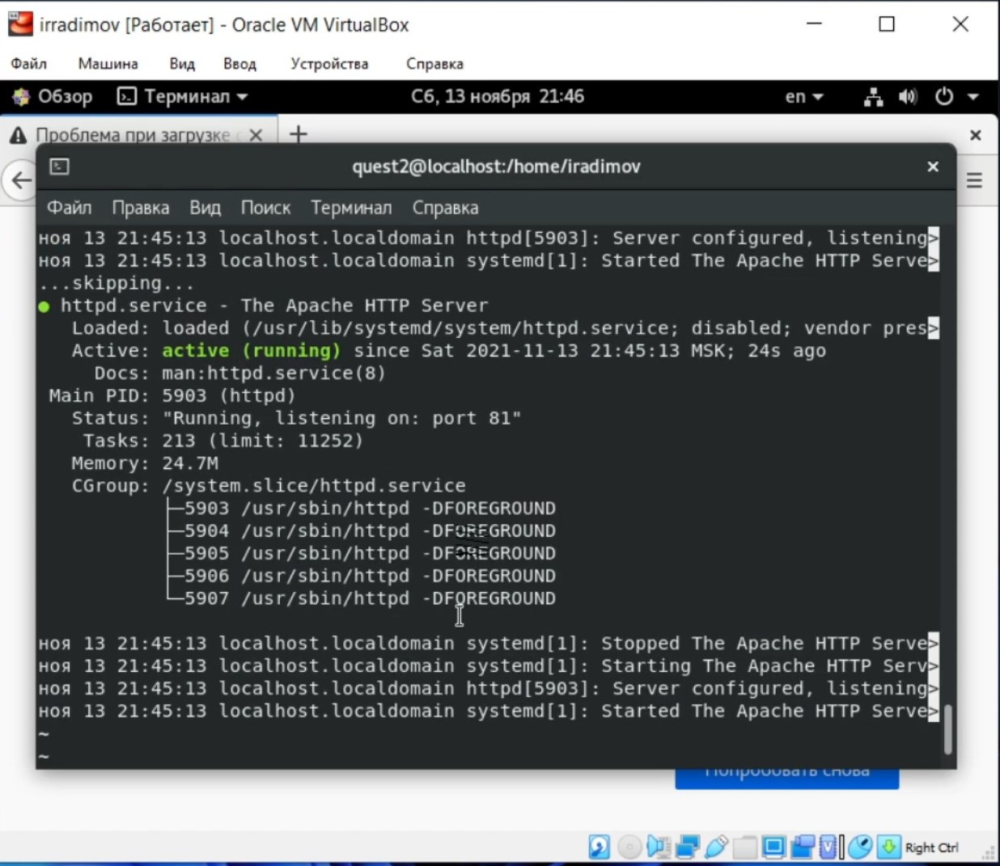 irradimov [Работает] - Oracle VM VirtualBox
Файл Машина Вид Ввод Устройства Справка
Обзор Терминал Сб, 13 ноября 21:46 en
Проблема при загрузке
quest2@localhost:/home/iradimov
Файл Правка Вид Поиск Терминал Справка
ноя 13 21:45:13 localhost.localdomain httpd[5903]: Server configured, listening>
ноя 13 21:45:13 localhost.localdomain systemd[1]: Started The Apache HTTP Serve>
...skipping...
● httpd.service - The Apache HTTP Server
Loaded: loaded (/usr/lib/systemd/system/httpd.service; disabled; vendor pres>
Active: active (running) since Sat 2021-11-13 21:45:13 MSK; 24s ago
Docs: man:httpd.service(8)
Main PID: 5903 (httpd)
Status: "Running, listening on: port 81"
Tasks: 213 (limit: 11252)
Memory: 24.7M
CGroup: /system.slice/httpd.service
├─5903 /usr/sbin/httpd -DFOREGROUND
├─5904 /usr/sbin/httpd -DFOREGROUND
├─5905 /usr/sbin/httpd -DFOREGROUND
├─5906 /usr/sbin/httpd -DFOREGROUND
└─5907 /usr/sbin/httpd -DFOREGROUND
ноя 13 21:45:13 localhost.localdomain systemd[1]: Stopped The Apache HTTP Serve>
ноя 13 21:45:13 localhost.localdomain systemd[1]: Starting The Apache HTTP Serv>
ноя 13 21:45:13 localhost.localdomain httpd[5903]: Server configured, listening>
ноя 13 21:45:13 localhost.localdomain systemd[1]: Started The Apache HTTP Serve>
~
~
Попробовать снова
Right Ctrl